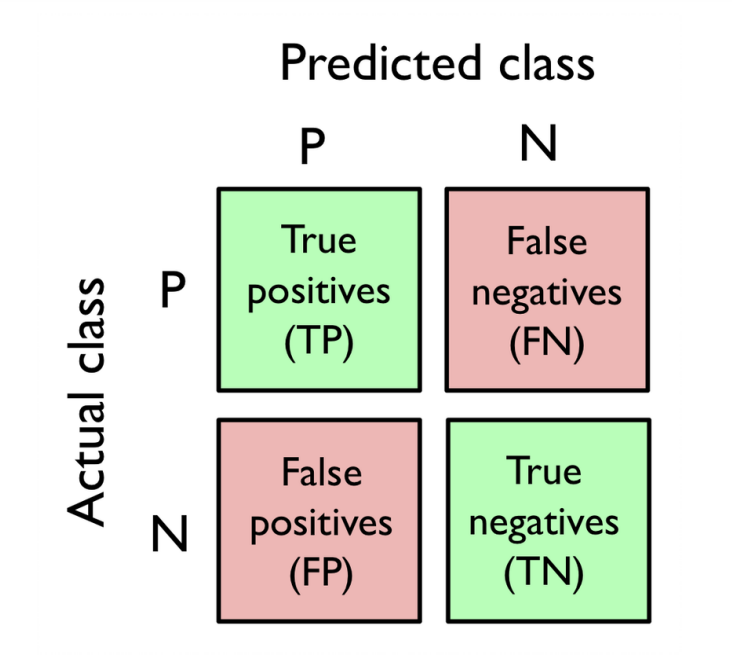 Predicted class
P
N
Actual class
P
True
positives
(TP)
False
negatives
(FN)
N
False
positives
(FP)
True
negatives
(TN)